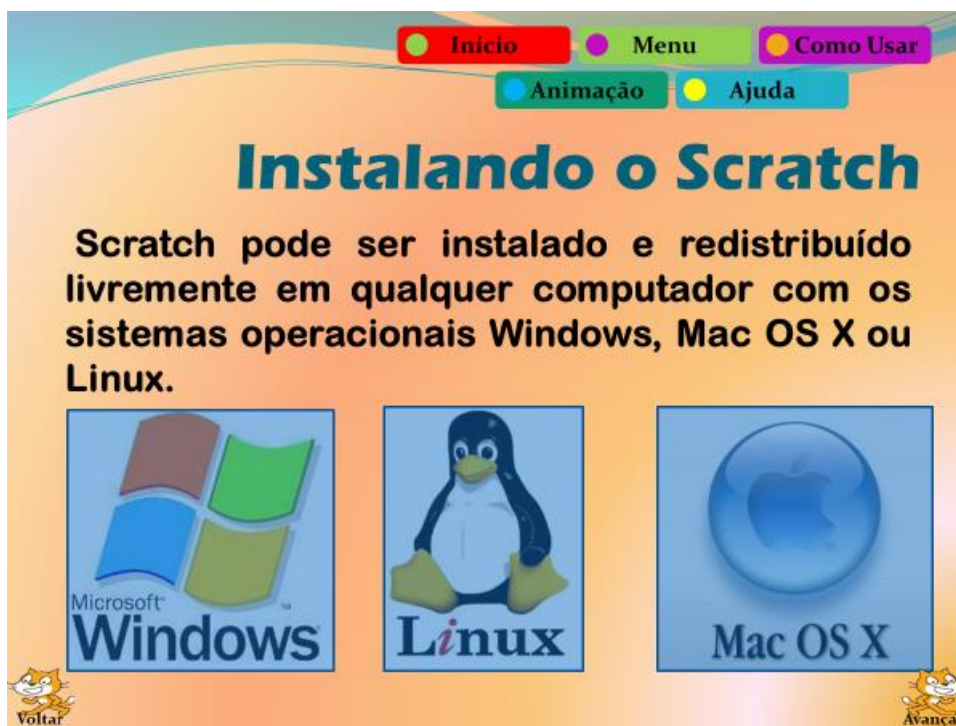 Início Menu Como Usar
Animação Ajuda
Instalando o Scratch
Scratch pode ser instalado e redistribuído
livremente em qualquer computador com os
sistemas operacionais Windows, Mac OS X ou
Linux.
Microsoft
Windows
Linux
Mac OS X
Voltar
Avança